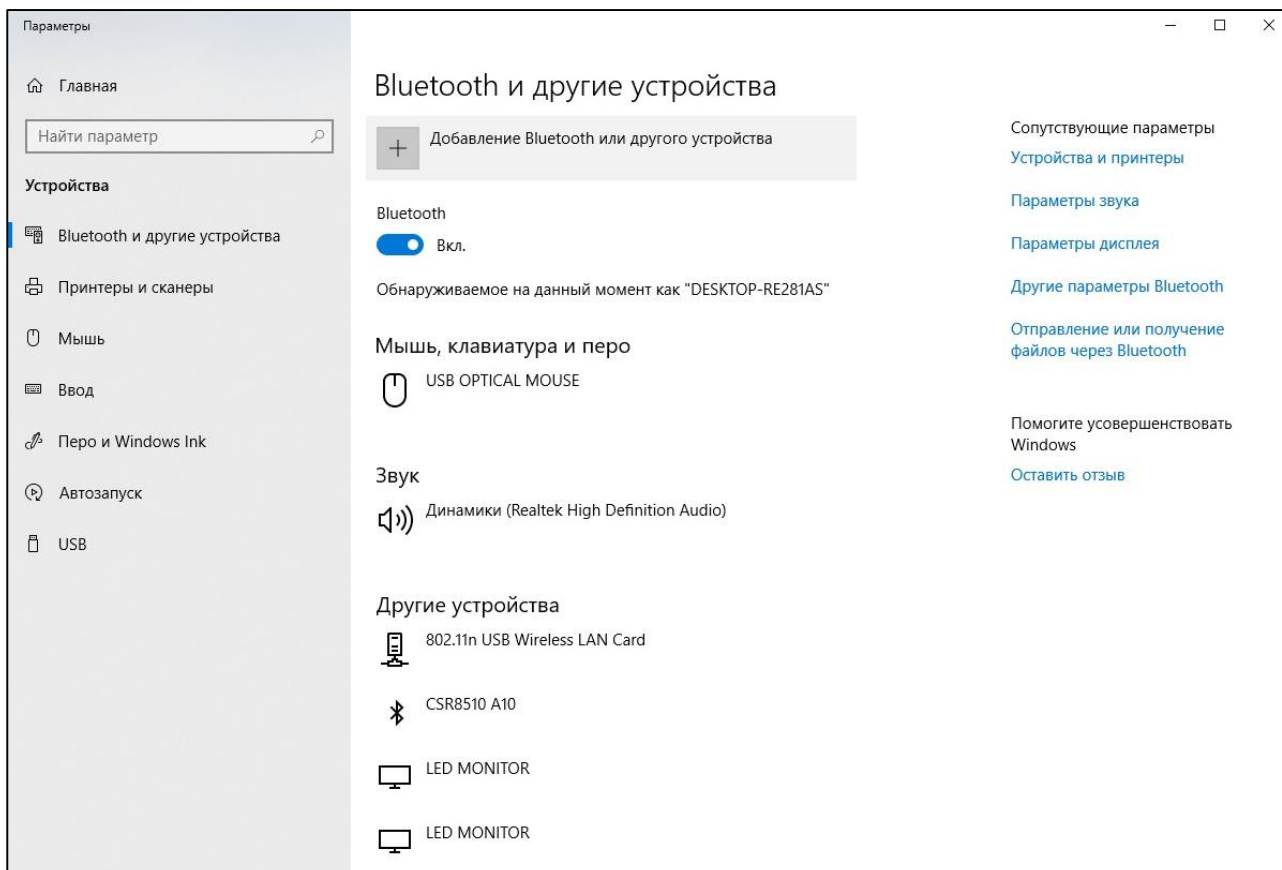 Параметры
Главная
Найти параметр
Устройства
Bluetooth и другие устройства
Принтеры и сканеры
Мышь
Ввод
Перо и Windows Ink
Автозапуск
USB
Bluetooth и другие устройства
Добавление Bluetooth или другого устройства
Bluetooth
Вкл.
Обнаруживаемое на данный момент как "DESKTOP-RE281AS"
Мышь, клавиатура и перо
USB OPTICAL MOUSE
Звук
Динамики (Realtek High Definition Audio)
Другие устройства
802.11n USB Wireless LAN Card
CSR8510 A10
LED MONITOR
LED MONITOR
Сопутствующие параметры
Устройства и принтеры
Параметры звука
Параметры дисплея
Другие параметры Bluetooth
Отправление или получение
файлов через Bluetooth
Помогите усовершенствовать
Windows
Оставить отзыв